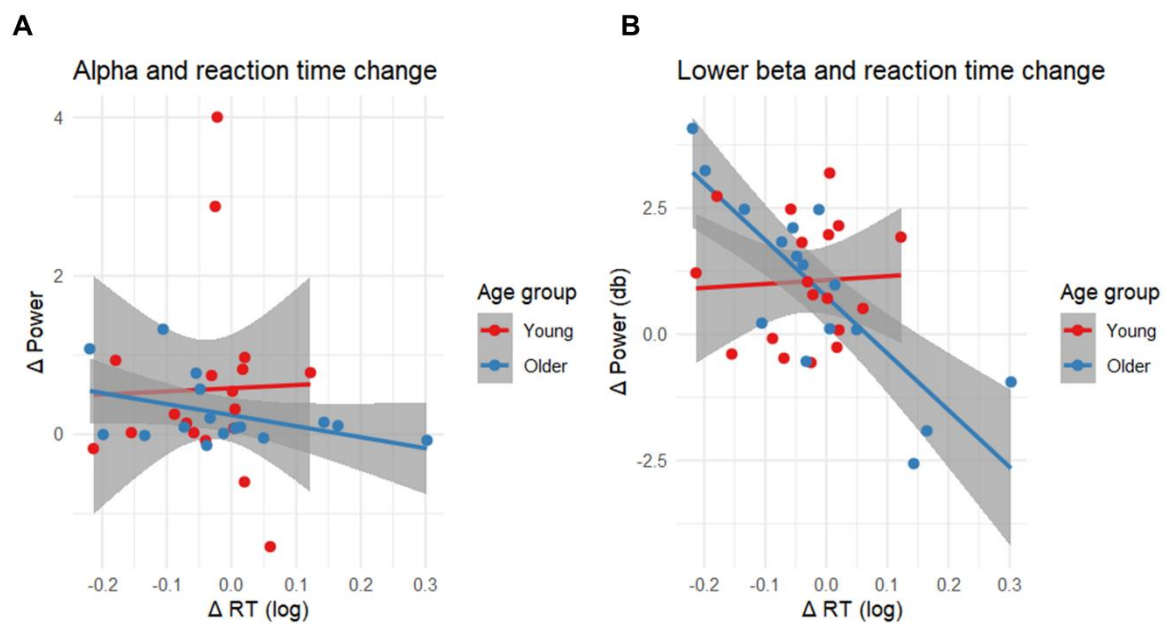 A
Alpha and reaction time change
4
2
0
Δ Power
-0.2 -0.1 0.0 0.1 0.2 0.3
Δ RT (log)
Age group
Young
Older
B
Lower beta and reaction time change
2.5
0.0
-2.5
Δ Power (db)
-0.2 -0.1 0.0 0.1 0.2 0.3
Δ RT (log)
Age group
Young
Older